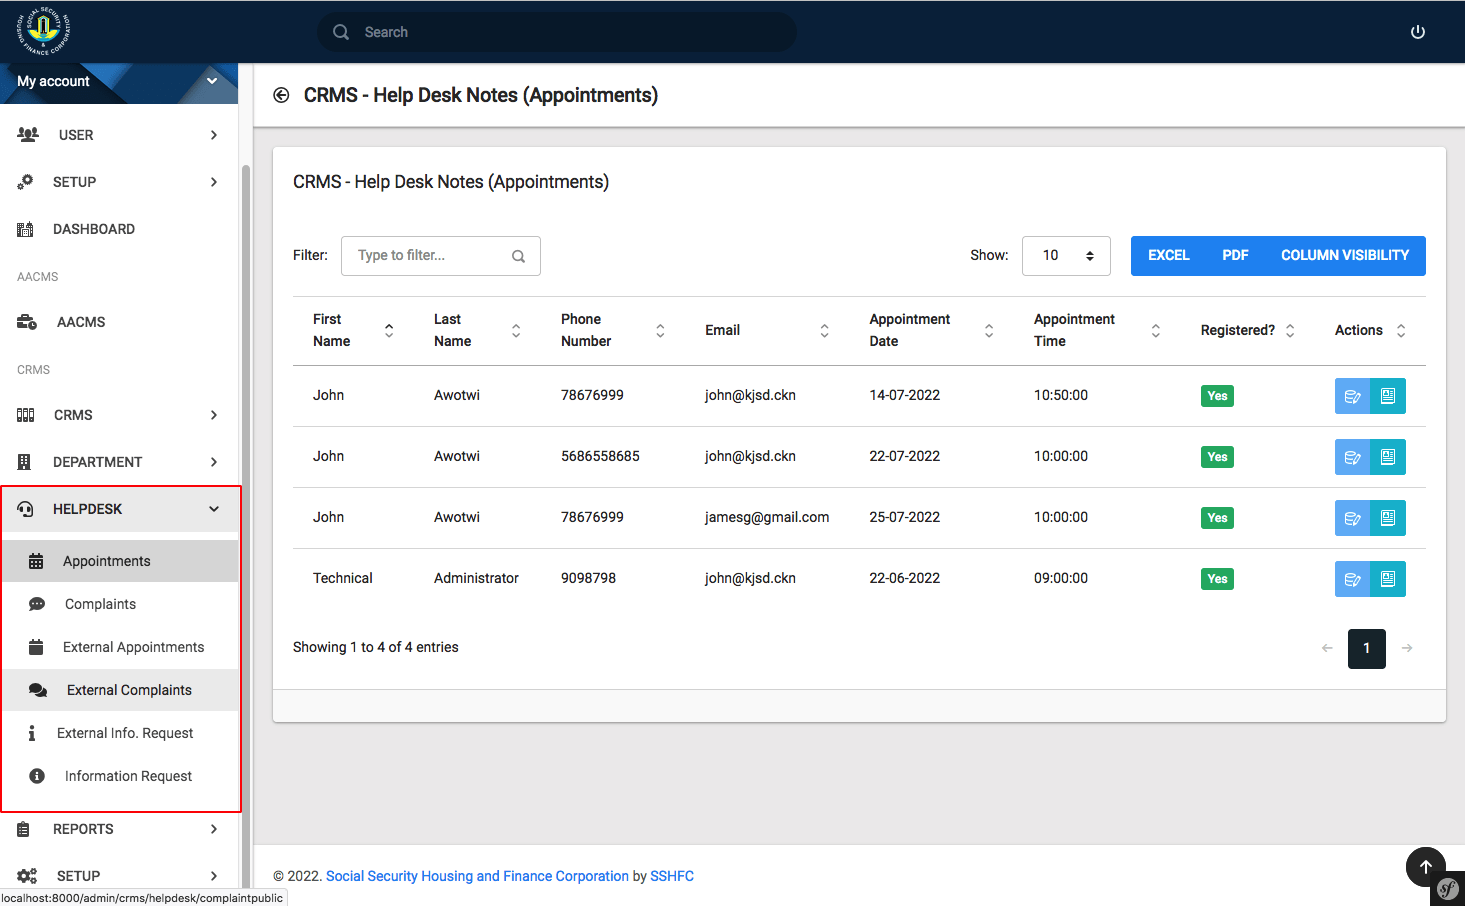 SOCIAL SECURITY
HOUSING FINANCE CORPORATION
&
Search
My account
USER
SETUP
DASHBOARD
AACMS
AACMS
CRMS
CRMS
DEPARTMENT
HELPDESK
Appointments
Complaints
External Appointments
External Complaints
External Info. Request
Information Request
REPORTS
SETUP
localhost:8000/admin/crms/helpdesk/complaintpublic
CRMS - Help Desk Notes (Appointments)
CRMS - Help Desk Notes (Appointments)
Filter: Type to filter... Show: 10 EXCEL PDF COLUMN VISIBILITY
First Name Last Name Phone Number Email Appointment Date Appointment Time Registered? Actions
John Awotwi 78676999 john@kjsd.ckn 14-07-2022 10:50:00 Yes
John Awotwi 5686558685 john@kjsd.ckn 22-07-2022 10:00:00 Yes
John Awotwi 78676999 jamesg@gmail.com 25-07-2022 10:00:00 Yes
Technical Administrator 9098798 john@kjsd.ckn 22-06-2022 09:00:00 Yes
Showing 1 to 4 of 4 entries ← 1 →
© 2022. Social Security Housing and Finance Corporation by SSHFC
sf